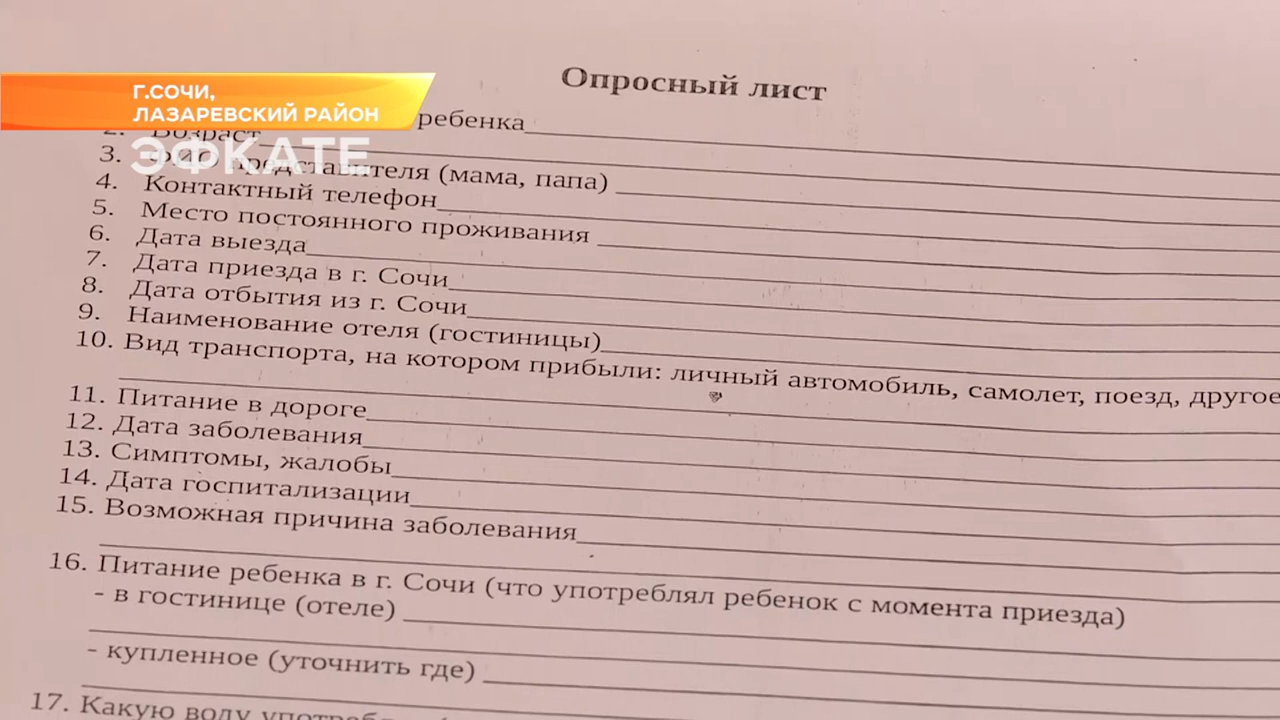 Г.СОЧИ,
ЛАЗАРЕВСКИЙ РАЙОН
ЭФКАТЕ
Опросный лист
ребенка
2. Возраст
3. ФИО представителя (мама, папа)
4. Контактный телефон
5. Место постоянного проживания
6. Дата выезда
7. Дата приезда в г. Сочи
8. Дата отбытия из г. Сочи
9. Наименование отеля (гостиницы)
10. Вид транспорта, на котором прибыли: личный автомобиль, самолет, поезд, другое
11. Питание в дороге
12. Дата заболевания
13. Симптомы, жалобы
14. Дата госпитализации
15. Возможная причина заболевания
16. Питание ребенка в г. Сочи (что употреблял ребенок с момента приезда)
- в гостинице (отеле)
- купленное (уточнить где)
17. Какую воду